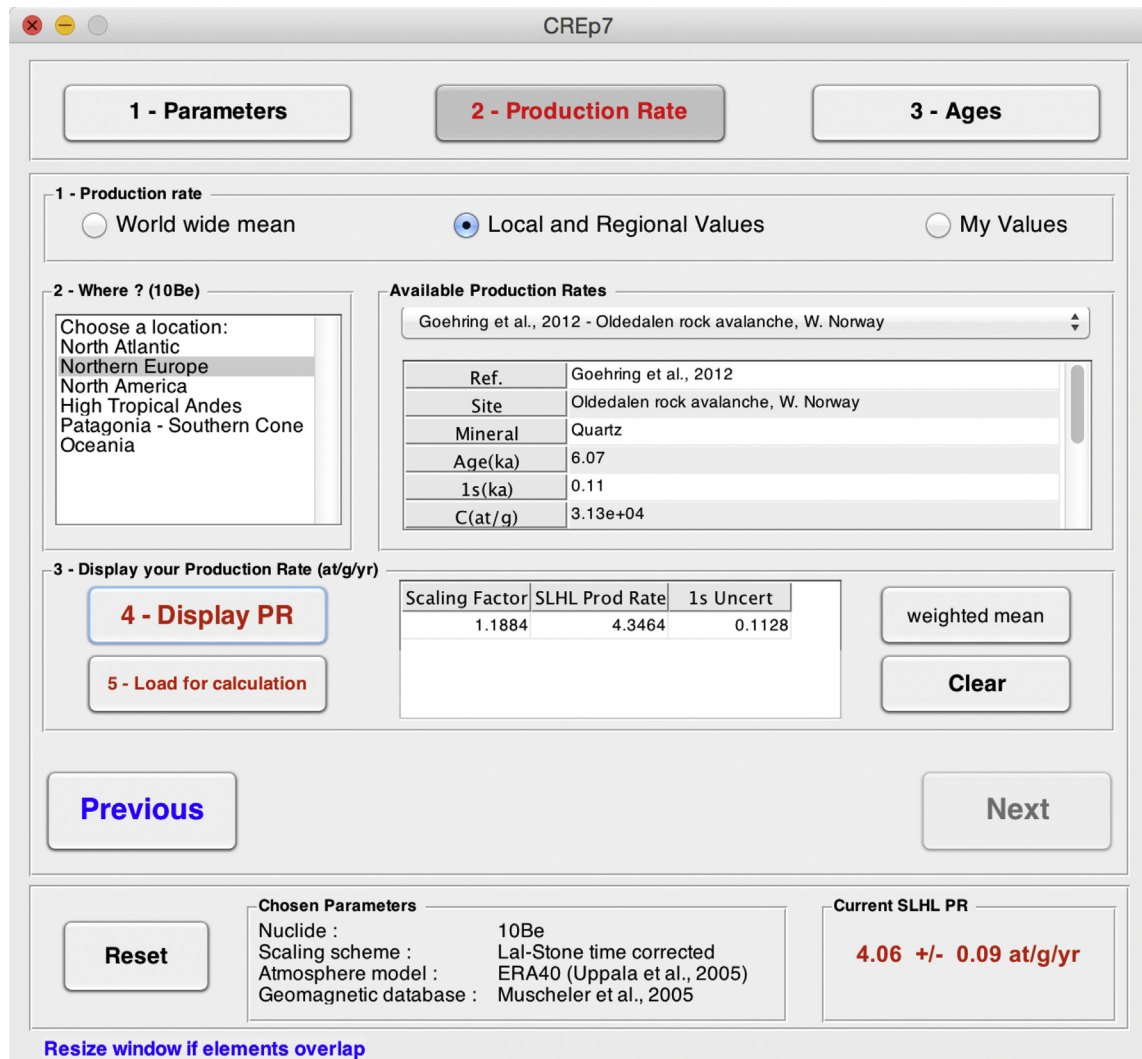 CREp7
1 - Parameters
2 - Production Rate
3 - Ages
1 - Production rate
World wide mean
Local and Regional Values
My Values
2 - Where ? (10Be)
Choose a location:
North Atlantic
Northern Europe
North America
High Tropical Andes
Patagonia - Southern Cone
Oceania
Available Production Rates
Goehring et al., 2012 - Oldedalen rock avalanche, W. Norway
Ref. Goehring et al., 2012
Site Oldedalen rock avalanche, W. Norway
Mineral Quartz
Age(ka) 6.07
1s(ka) 0.11
C(at/g) 3.13e+04
3 - Display your Production Rate (at/g/yr)
4 - Display PR
5 - Load for calculation
Scaling Factor SLHL Prod Rate 1s Uncert
1.1884 4.3464 0.1128
weighted mean
Clear
Previous
Next
Reset
Chosen Parameters
Nuclide : 10Be
Scaling scheme : Lal-Stone time corrected
Atmosphere model : ERA40 (Uppala et al., 2005)
Geomagnetic database : Muscheler et al., 2005
Current SLHL PR
4.06 +/- 0.09 at/g/yr
Resize window if elements overlap